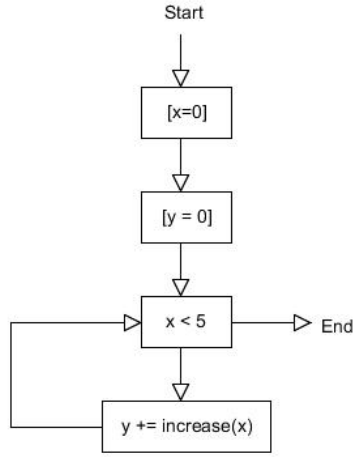 Start
[x=0]
[y = 0]
x < 5
End
y += increase(x)